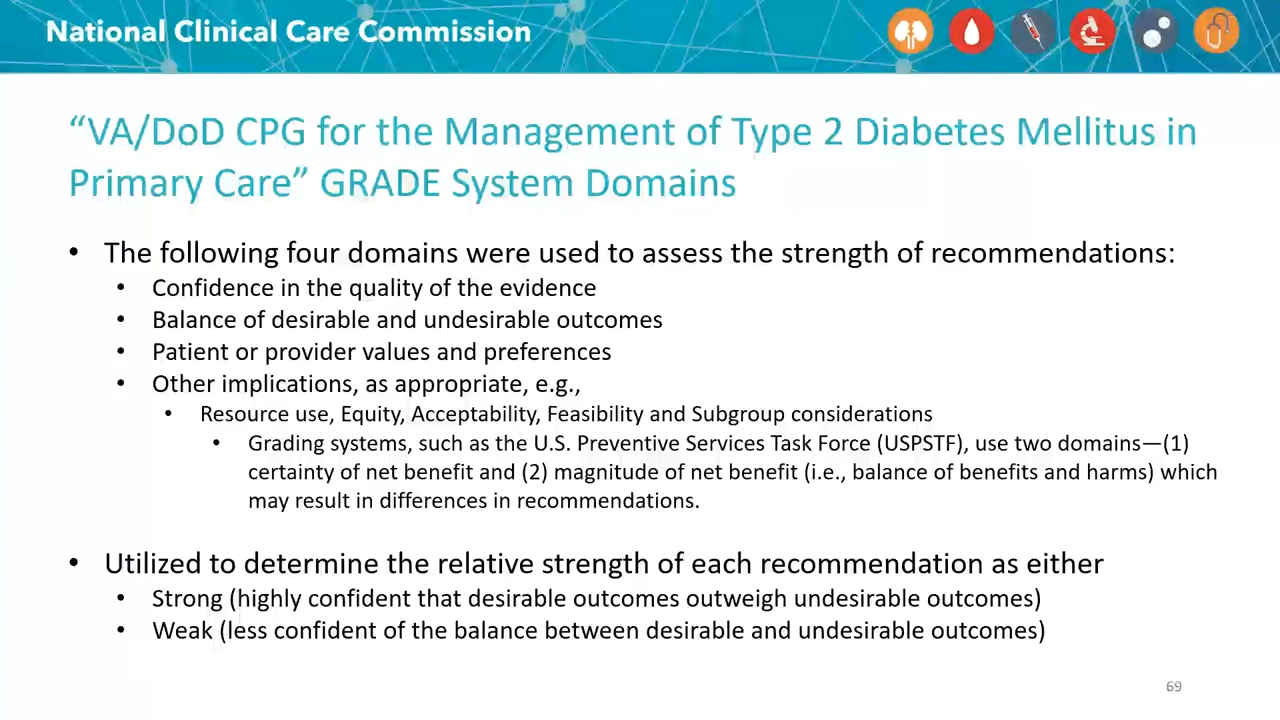 National Clinical Care Commission
“VA/DoD CPG for the Management of Type 2 Diabetes Mellitus in
Primary Care” GRADE System Domains
• The following four domains were used to assess the strength of recommendations:
• Confidence in the quality of the evidence
• Balance of desirable and undesirable outcomes
• Patient or provider values and preferences
• Other implications, as appropriate, e.g.,
• Resource use, Equity, Acceptability, Feasibility and Subgroup considerations
• Grading systems, such as the U.S. Preventive Services Task Force (USPSTF), use two domains—(1)
certainty of net benefit and (2) magnitude of net benefit (i.e., balance of benefits and harms) which
may result in differences in recommendations.
• Utilized to determine the relative strength of each recommendation as either
• Strong (highly confident that desirable outcomes outweigh undesirable outcomes)
• Weak (less confident of the balance between desirable and undesirable outcomes)
69